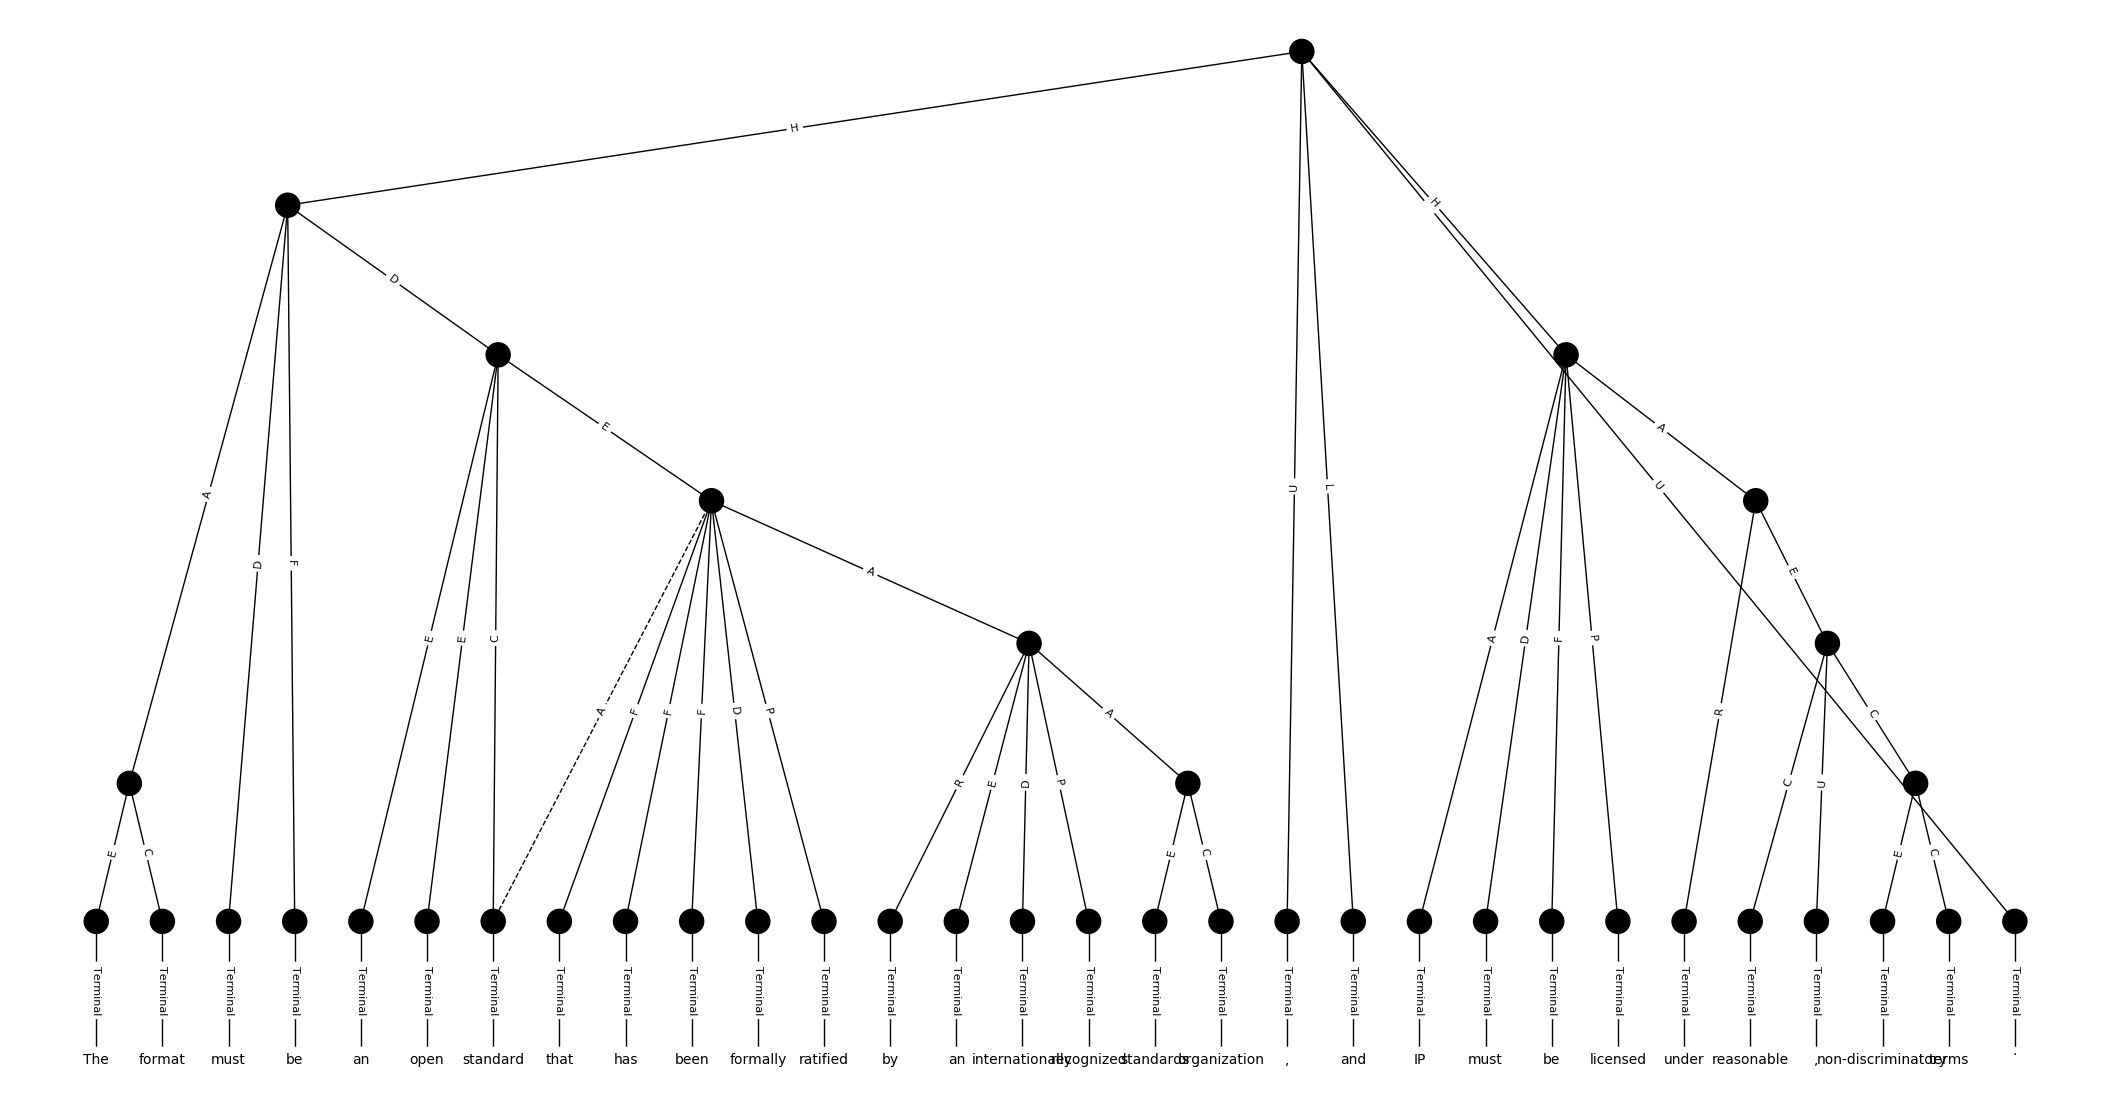 H
D
H
E
A
A
D
F
U
L
A
U
E
A
E
E
C
A
D
F
P
A
F
F
F
D
P
A
R
C
R
E
D
P
C
U
E
C
E
C
E
C
Terminal Terminal Terminal Terminal Terminal Terminal Terminal Terminal Terminal Terminal Terminal Terminal Terminal Terminal Terminal Terminal Terminal Terminal Terminal Terminal Terminal Terminal Terminal Terminal Terminal Terminal Terminal Terminal Terminal Terminal
The format must be an open standard that has been formally ratified by an internationally recognized standards organization , and IP must be licensed under reasonable , non-discriminatory terms .